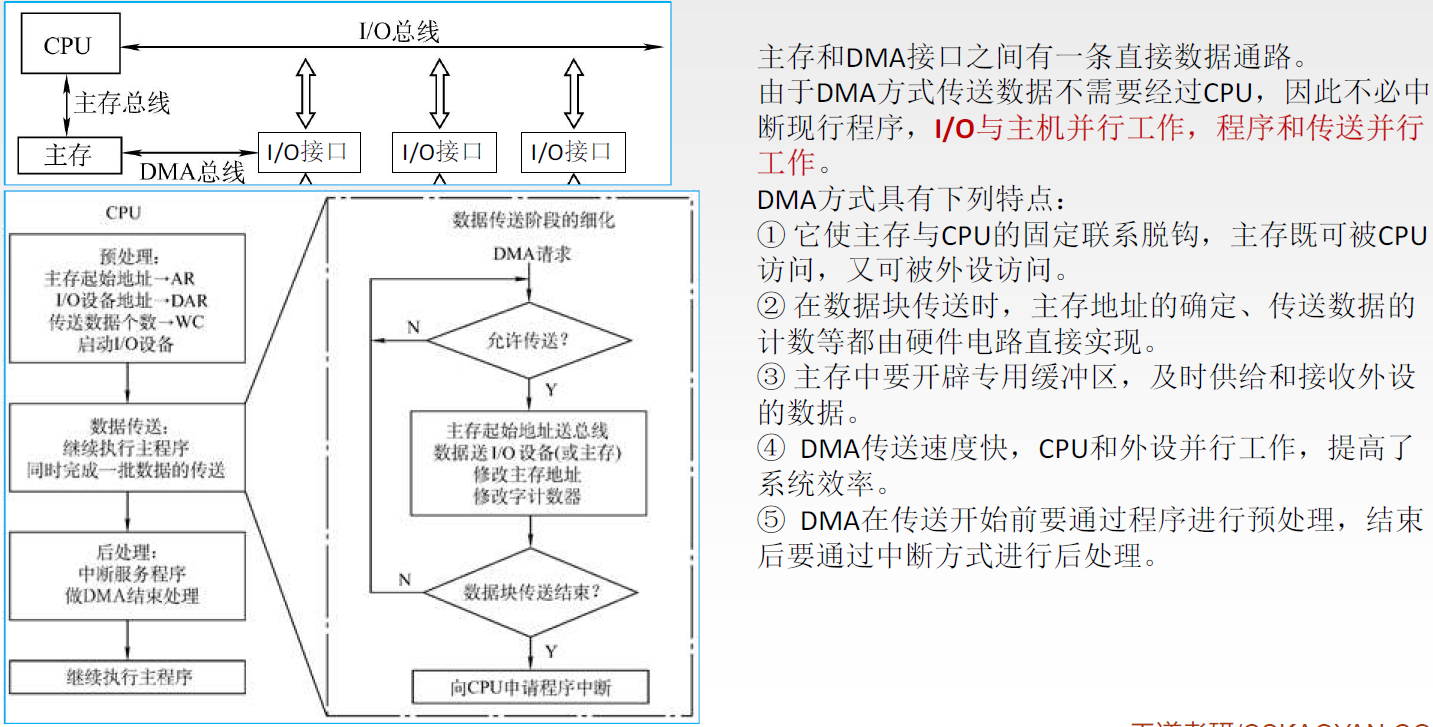 CPU
I/O总线
主存总线
主存
DMA总线
I/O接口
I/O接口
I/O接口
CPU
预处理:
主存起始地址→AR
I/O设备地址→DAR
传送数据个数→WC
启动I/O设备
数据传送:
继续执行主程序
同时完成一批数据的传送
后处理:
中断服务程序
做DMA结束处理
继续执行主程序
数据传送阶段的细化
DMA请求
允许传送?
N
Y
主存起始地址送总线
数据送I/O设备(或主存)
修改主存地址
修改字计数器
数据块传送结束?
N
Y
向CPU申请程序中断
主存和DMA接口之间有一条直接数据通路。
由于DMA方式传送数据不需要经过CPU，因此不必中
断现行程序，I/O与主机并行工作，程序和传送并行
工作。
DMA方式具有下列特点：
① 它使主存与CPU的固定联系脱钩，主存既可被CPU
访问，又可被外设访问。
② 在数据块传送时，主存地址的确定、传送数据的
计数等都由硬件电路直接实现。
③ 主存中要开辟专用缓冲区，及时供给和接收外设
的数据。
④ DMA传送速度快，CPU和外设并行工作，提高了
系统效率。
⑤ DMA在传送开始前要通过程序进行预处理，结束
后要通过中断方式进行后处理。